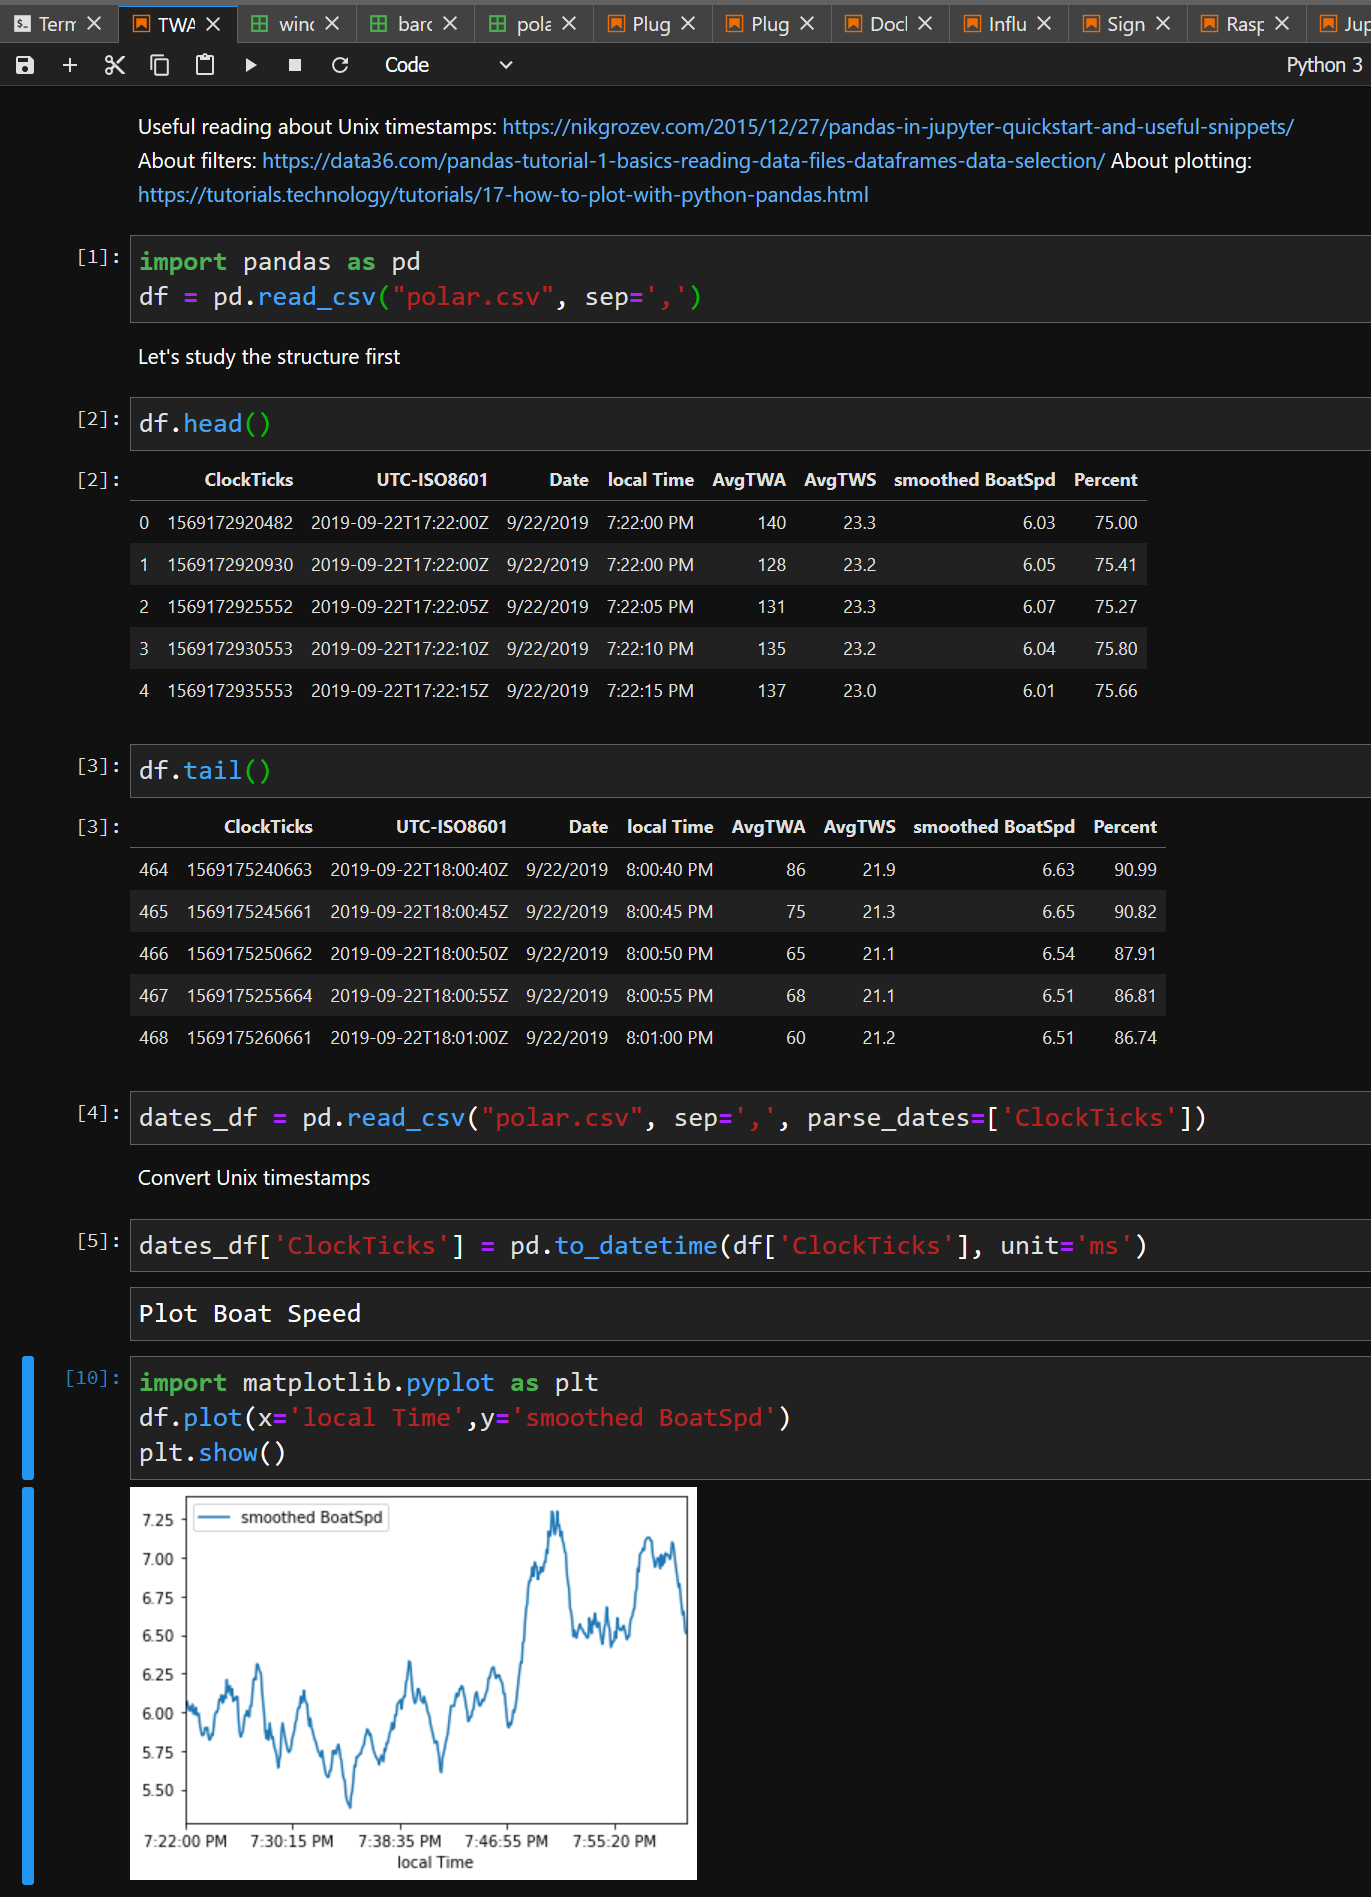 Term TWA wind barc pola Plug Plug Docl Influ Sign Rasp Jup
Code Python 3
Useful reading about Unix timestamps: https://nikgrozev.com/2015/12/27/pandas-in-jupyter-quickstart-and-useful-snippets/
About filters: https://data36.com/pandas-tutorial-1-basics-reading-data-files-dataframes-data-selection/ About plotting:
https://tutorials.technology/tutorials/17-how-to-plot-with-python-pandas.html
[1]: import pandas as pd
df = pd.read_csv("polar.csv", sep=',')
Let's study the structure first
[2]: df.head()
[2]: ClockTicks UTC-ISO8601 Date local Time AvgTWA AvgTWS smoothed BoatSpd Percent
0 1569172920482 2019-09-22T17:22:00Z 9/22/2019 7:22:00 PM 140 23.3 6.03 75.00
1 1569172920930 2019-09-22T17:22:00Z 9/22/2019 7:22:00 PM 128 23.2 6.05 75.41
2 1569172925552 2019-09-22T17:22:05Z 9/22/2019 7:22:05 PM 131 23.3 6.07 75.27
3 1569172930553 2019-09-22T17:22:10Z 9/22/2019 7:22:10 PM 135 23.2 6.04 75.80
4 1569172935553 2019-09-22T17:22:15Z 9/22/2019 7:22:15 PM 137 23.0 6.01 75.66
[3]: df.tail()
[3]: ClockTicks UTC-ISO8601 Date local Time AvgTWA AvgTWS smoothed BoatSpd Percent
464 1569175240663 2019-09-22T18:00:40Z 9/22/2019 8:00:40 PM 86 21.9 6.63 90.99
465 1569175245661 2019-09-22T18:00:45Z 9/22/2019 8:00:45 PM 75 21.3 6.65 90.82
466 1569175250662 2019-09-22T18:00:50Z 9/22/2019 8:00:50 PM 65 21.1 6.54 87.91
467 1569175255664 2019-09-22T18:00:55Z 9/22/2019 8:00:55 PM 68 21.1 6.51 86.81
468 1569175260661 2019-09-22T18:01:00Z 9/22/2019 8:01:00 PM 60 21.2 6.51 86.74
[4]: dates_df = pd.read_csv("polar.csv", sep=',', parse_dates=['ClockTicks'])
Convert Unix timestamps
[5]: dates_df['ClockTicks'] = pd.to_datetime(df['ClockTicks'], unit='ms')
Plot Boat Speed
[10]: import matplotlib.pyplot as plt
df.plot(x='local Time',y='smoothed BoatSpd')
plt.show()
smoothed BoatSpd
7.25
7.00
6.75
6.50
6.25
6.00
5.75
5.50
7:22:00 PM 7:30:15 PM 7:38:35 PM 7:46:55 PM 7:55:20 PM
local Time